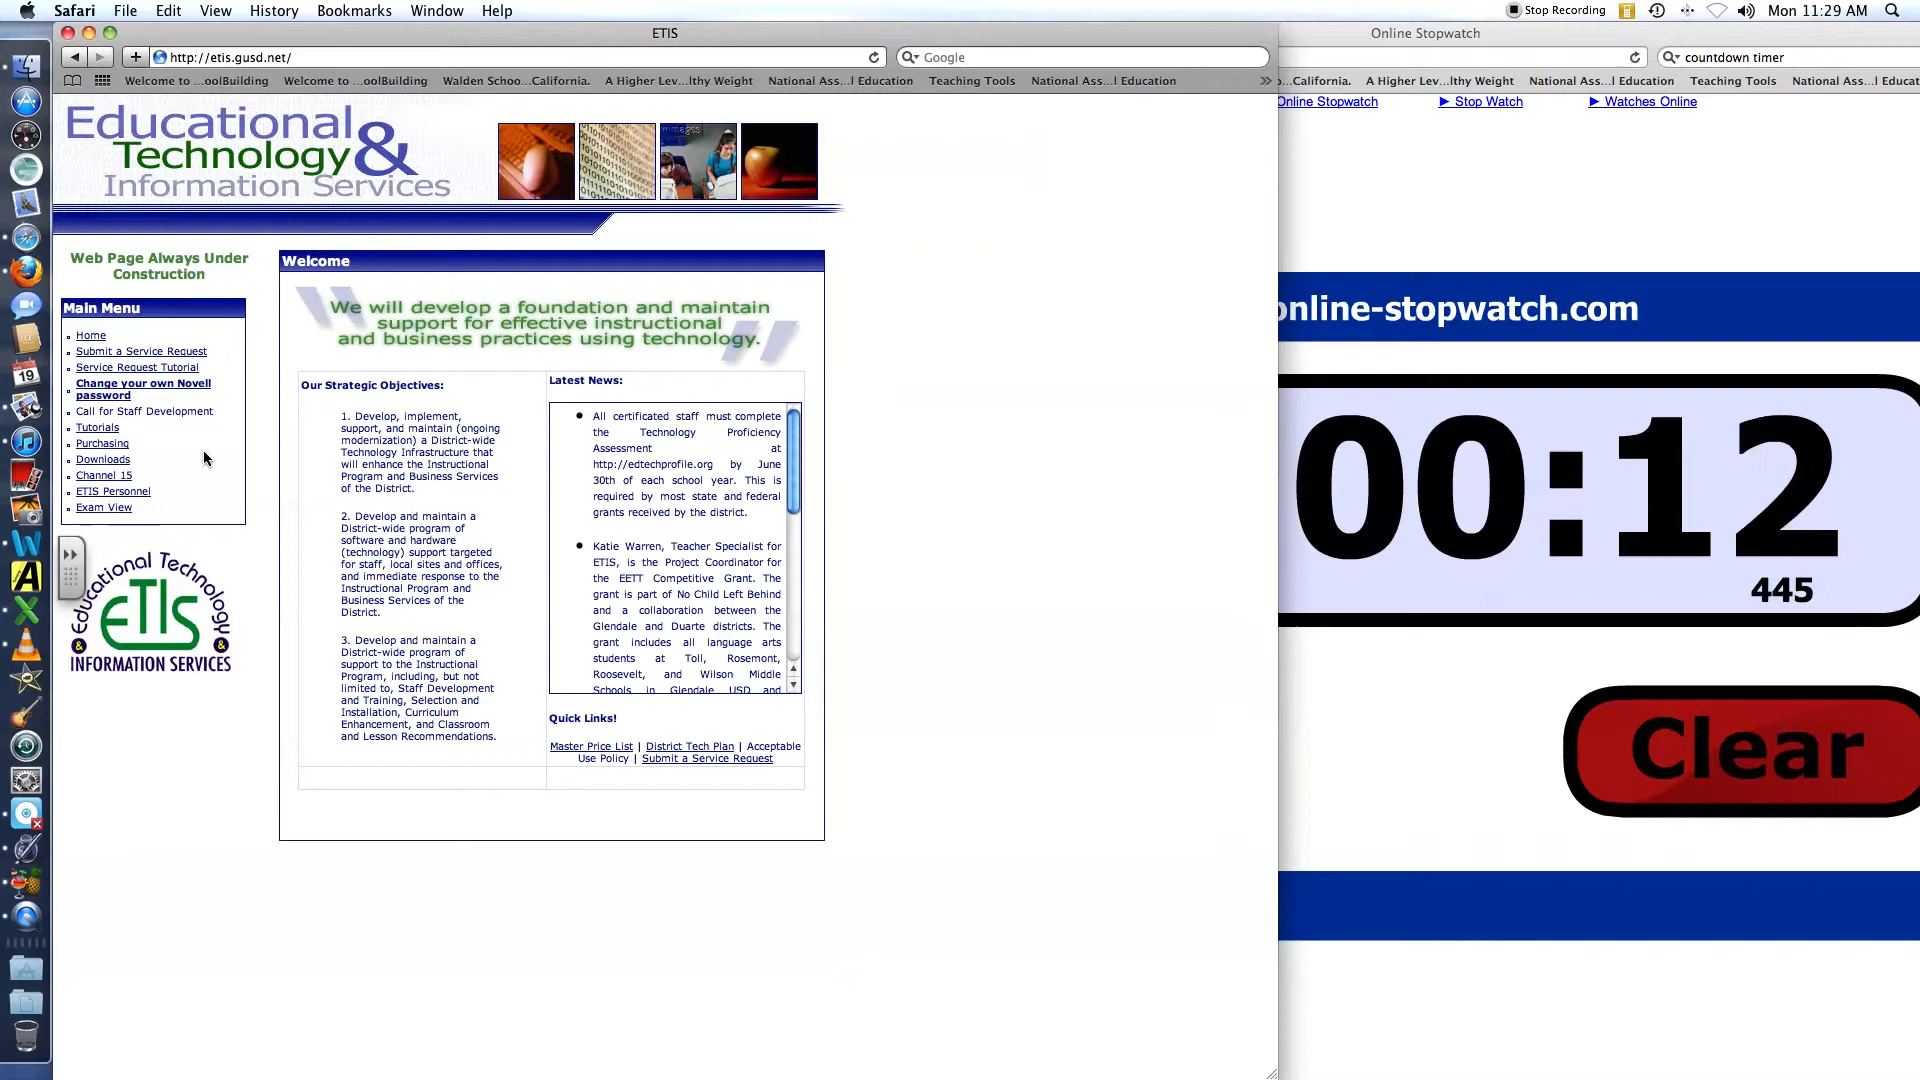 Safari File Edit View History Bookmarks Window Help
Stop Recording
Mon 11:29 AM
ETIS
http://etis.gusd.net/
Google
Welcome to ...oolBuilding Welcome to ...oolBuilding Walden Schoo...California. A Higher Lev...lthy Weight National Ass...l Education Teaching Tools National Ass...l Education
Educational
Technology &
Information Services
Web Page Always Under
Construction
Main Menu
Home
Submit a Service Request
Service Request Tutorial
Change your own Novell
password
Call for Staff Development
Tutorials
Purchasing
Downloads
Channel 15
ETIS Personnel
Exam View
Educational Technology
ETIS
& &
INFORMATION SERVICES
Welcome
We will develop a foundation and maintain
support for effective instructional
and business practices using technology.
Our Strategic Objectives:
1. Develop, implement,
support, and maintain (ongoing
modernization) a District-wide
Technology Infrastructure that
will enhance the Instructional
Program and Business Services
of the District.
2. Develop and maintain a
District-wide program of
software and hardware
(technology) support targeted
for staff, local sites and offices,
and immediate response to the
Instructional Program and
Business Services of the
District.
3. Develop and maintain a
District-wide program of
support to the Instructional
Program, including, but not
limited to, Staff Development
and Training, Selection and
Installation, Curriculum
Enhancement, and Classroom
and Lesson Recommendations.
Latest News:
All certificated staff must complete
the Technology Proficiency
Assessment at
http://edtechprofile.org by June
30th of each school year. This is
required by most state and federal
grants received by the district.
Katie Warren, Teacher Specialist for
ETIS, is the Project Coordinator for
the EETT Competitive Grant. The
grant is part of No Child Left Behind
and a collaboration between the
Glendale and Duarte districts. The
grant includes all language arts
students at Toll, Rosemont,
Roosevelt, and Wilson Middle
Schools in Glendale USD and
Quick Links!
Master Price List | District Tech Plan | Acceptable
Use Policy | Submit a Service Request
Online Stopwatch
countdown timer
...California. A Higher Lev...lthy Weight National Ass...l Education Teaching Tools National Ass...l Educat
Online Stopwatch Stop Watch Watches Online
online-stopwatch.com
00:12
445
Clear